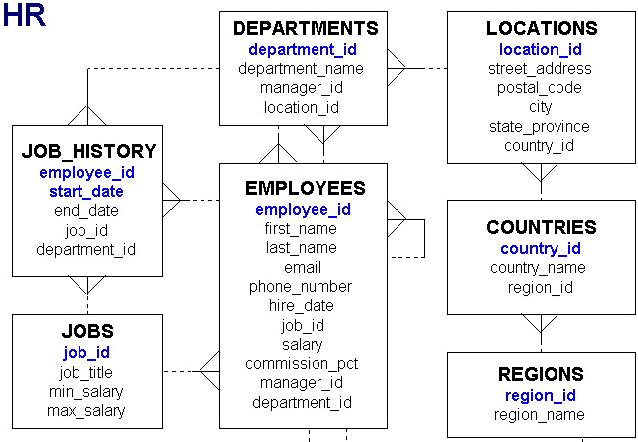 HR
DEPARTMENTS
department_id
department_name
manager_id
location_id
LOCATIONS
location_id
street_address
postal_code
city
state_province
country_id
JOB_HISTORY
employee_id
start_date
end_date
job_id
department_id
EMPLOYEES
employee_id
first_name
last_name
email
phone_number
hire_date
job_id
salary
commission_pct
manager_id
department_id
COUNTRIES
country_id
country_name
region_id
JOBS
job_id
job_title
min_salary
max_salary
REGIONS
region_id
region_name